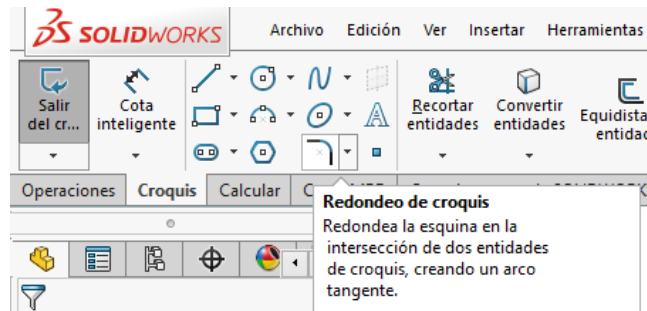 SOLIDWORKS
Archivo Edición Ver Insertar Herramientas
Salir del cr...
Cota inteligente
Recortar entidades
Convertir entidades
Equidista entidad
Operaciones Croquis Calcular
Redondeo de croquis
Redondea la esquina en la
intersección de dos entidades
de croquis, creando un arco
tangente.